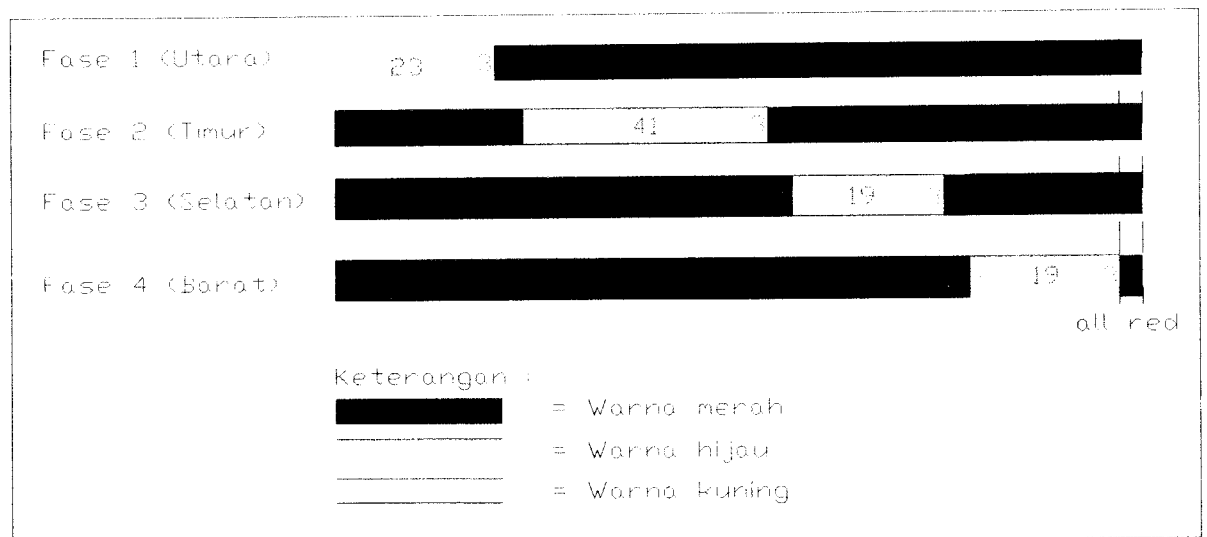 Fase 1 (Utara) 23 3
Fase 2 (Timur) 41 3
Fase 3 (Selatan) 19 3
Fase 4 (Barat) 19 3
all red
Keterangan :
= Warna merah
= Warna hijau
= Warna kuning